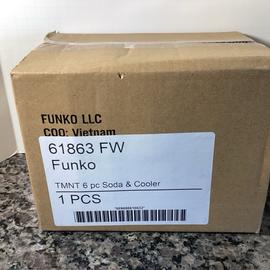 FUNKO LLC
COO: Vietnam
61863 FW
Funko
TMNT 6 pc Soda & Cooler
1 PCS